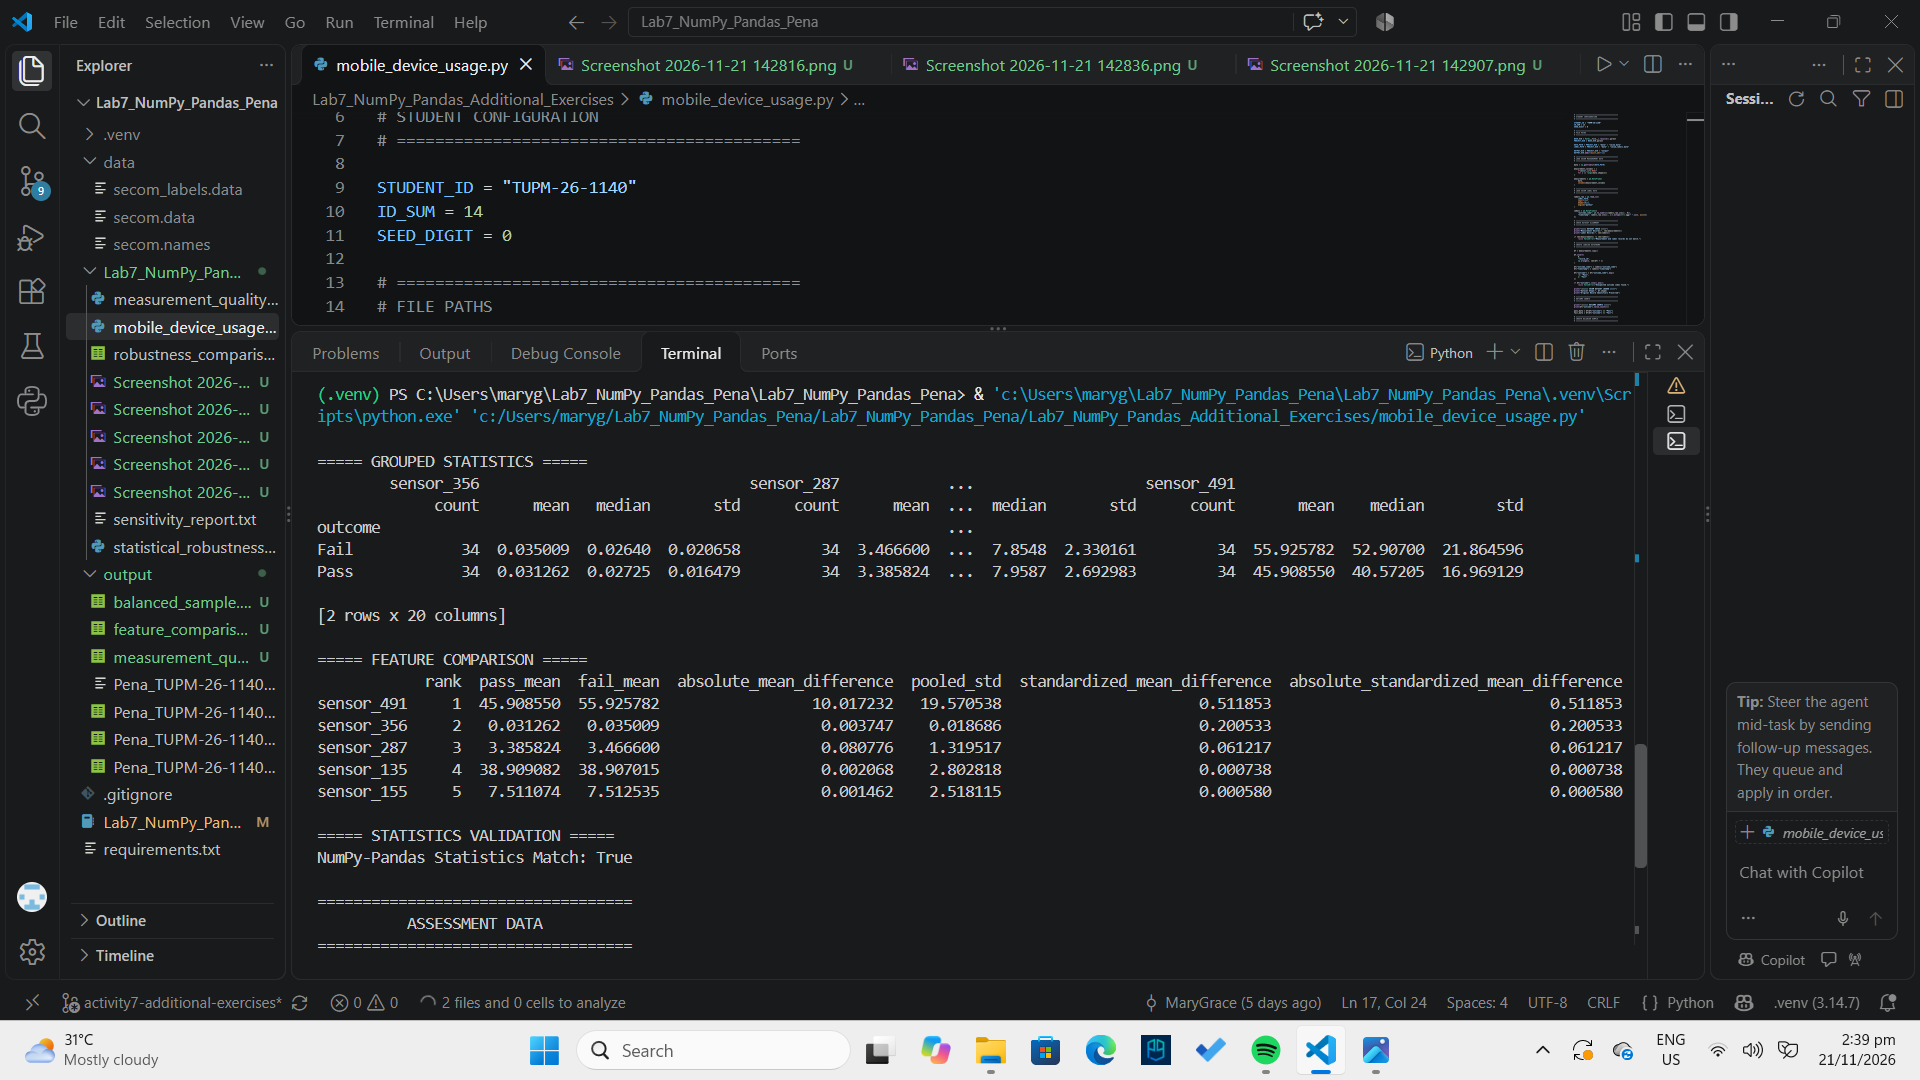 File Edit Selection View Go Run Terminal Help
Lab7_NumPy_Pandas_Pena
Explorer
Lab7_NumPy_Pandas_Pena
.venv
data
secom_labels.data
secom.data
secom.names
Lab7_NumPy_Pan...
measurement_quality...
mobile_device_usage...
robustness_comparis...
Screenshot 2026-... U
Screenshot 2026-... U
Screenshot 2026-... U
Screenshot 2026-... U
Screenshot 2026-... U
sensitivity_report.txt
statistical_robustness...
output
balanced_sample.... U
feature_comparis... U
measurement_qu... U
Pena_TUPM-26-1140...
Pena_TUPM-26-1140...
Pena_TUPM-26-1140...
Pena_TUPM-26-1140...
.gitignore
Lab7_NumPy_Pan... M
requirements.txt
Outline
Timeline
9
mobile_device_usage.py
Screenshot 2026-11-21 142816.png U
Screenshot 2026-11-21 142836.png U
Screenshot 2026-11-21 142907.png U
Lab7_NumPy_Pandas_Additional_Exercises > mobile_device_usage.py > ...
6 # STUDENT CONFIGURATION
7 # =============================================
8
9 STUDENT_ID = "TUPM-26-1140"
10 ID_SUM = 14
11 SEED_DIGIT = 0
12
13 # =============================================
14 # FILE PATHS
Problems Output Debug Console Terminal Ports
Python
(.venv) PS C:\Users\maryg\Lab7_NumPy_Pandas_Pena\Lab7_NumPy_Pandas_Pena> & 'c:\Users\maryg\Lab7_NumPy_Pandas_Pena\Lab7_NumPy_Pandas_Pena\.venv\Scr
ipts\python.exe' 'c:/Users/maryg/Lab7_NumPy_Pandas_Pena/Lab7_NumPy_Pandas_Pena/Lab7_NumPy_Pandas_Additional_Exercises/mobile_device_usage.py'
===== GROUPED STATISTICS =====
sensor_356 sensor_287 ... sensor_491
count mean median std count mean ... median std count mean median std
outcome ...
Fail 34 0.035009 0.02640 0.020658 34 3.466600 ... 7.8548 2.330161 34 55.925782 52.90700 21.864596
Pass 34 0.031262 0.02725 0.016479 34 3.385824 ... 7.9587 2.692983 34 45.908550 40.57205 16.969129
[2 rows x 20 columns]
===== FEATURE COMPARISON =====
rank pass_mean fail_mean absolute_mean_difference pooled_std standardized_mean_difference absolute_standardized_mean_difference
sensor_491 1 45.908550 55.925782 10.017232 19.570538 0.511853 0.511853
sensor_356 2 0.031262 0.035009 0.003747 0.018686 0.200533 0.200533
sensor_287 3 3.385824 3.466600 0.080776 1.319517 0.061217 0.061217
sensor_135 4 38.909082 38.907015 0.002068 2.802818 0.000738 0.000738
sensor_155 5 7.511074 7.512535 0.001462 2.518115 0.000580 0.000580
===== STATISTICS VALIDATION =====
NumPy-Pandas Statistics Match: True
===================================
ASSESSMENT DATA
===================================
Sessi...
Tip: Steer the agent
mid-task by sending
follow-up messages.
They queue and
apply in order.
mobile_device_us
Chat with Copilot
Copilot
activity7-additional-exercises* 0 0 2 files and 0 cells to analyze
MaryGrace (5 days ago) Ln 17, Col 24 Spaces: 4 UTF-8 CRLF { } Python .venv (3.14.7)
31°C
Mostly cloudy
Search
ENG
US
2:39 pm
21/11/2026